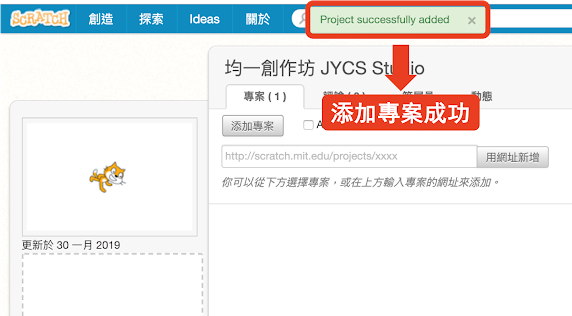 SCRATCH 創造 探索 Ideas 關於
Project successfully added ×
均一創作坊 JYCS Studio
專案 ( 1 ) 動態
添加專案成功
添加專案
http://scratch.mit.edu/projects/xxxx 用網址新增
你可以從下方選擇專案，或在上方輸入專案的網址來添加。
更新於 30 一月 2019